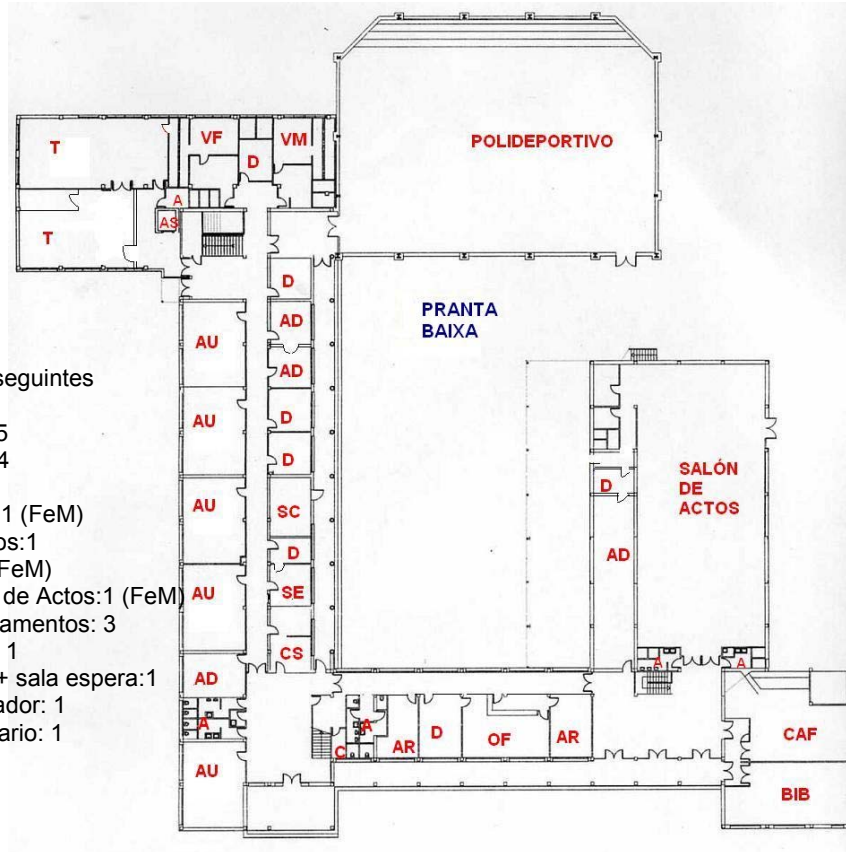 T
VF
D
VM
POLIDEPORTIVO
A
AS
T
D
PRANTA
BAIXA
AD
AU
AD
AU
D
D
AU
SC
D
AU
SE
CS
AD
A
AU
seguintes
5
4
1 (FeM)
os:1
FeM)
de Actos:1 (FeM)
amentos: 3
1
+ sala espera:1
ador: 1
ario: 1
SALÓN
DE
ACTOS
D
AD
A
A
C
A
AR
D
OF
AR
CAF
BIB